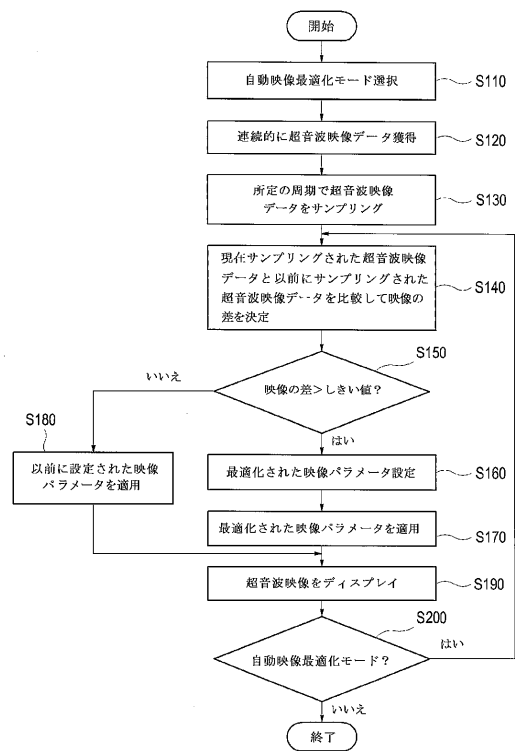 開始
自動映像最適化モード選択
S110
連続的に超音波映像データ獲得
S120
所定の周期で超音波映像
データをサンプリング
S130
現在サンプリングされた超音波映像
データと以前にサンプリングされた
超音波映像データを比較して映像の
差を決定
S140
S150
映像の差>しきい値?
いいえ
はい
S180
以前に設定された映像
パラメータを適用
最適化された映像パラメータ設定
S160
最適化された映像パラメータを適用
S170
超音波映像をディスプレイ
S190
S200
自動映像最適化モード?
はい
いいえ
終了